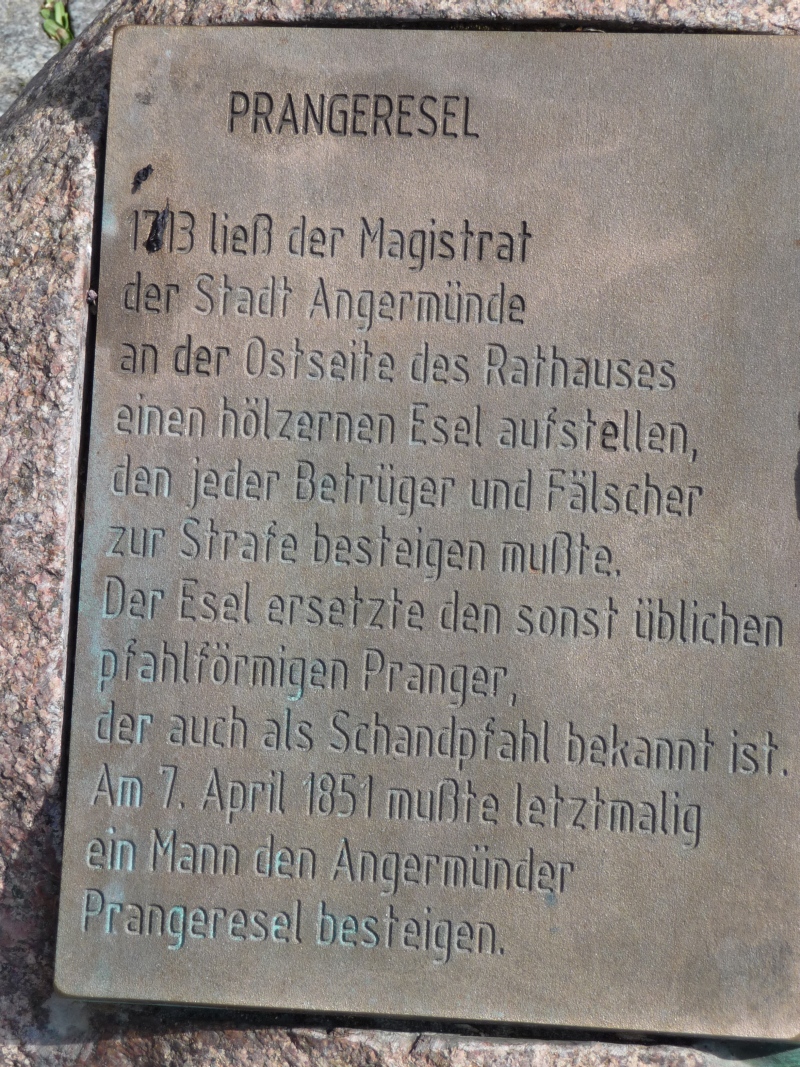 PRANGERESEL
1713 ließ der Magistrat
der Stadt Angermünde
an der Ostseite des Rathauses
einen hölzernen Esel aufstellen,
den jeder Betrüger und Fälscher
zur Strafe besteigen mußte.
Der Esel ersetzte den sonst üblichen
pfahlförmigen Pranger,
der auch als Schandpfahl bekannt ist.
Am 7. April 1851 mußte letztmalig
ein Mann den Angermünder
Prangeresel besteigen.